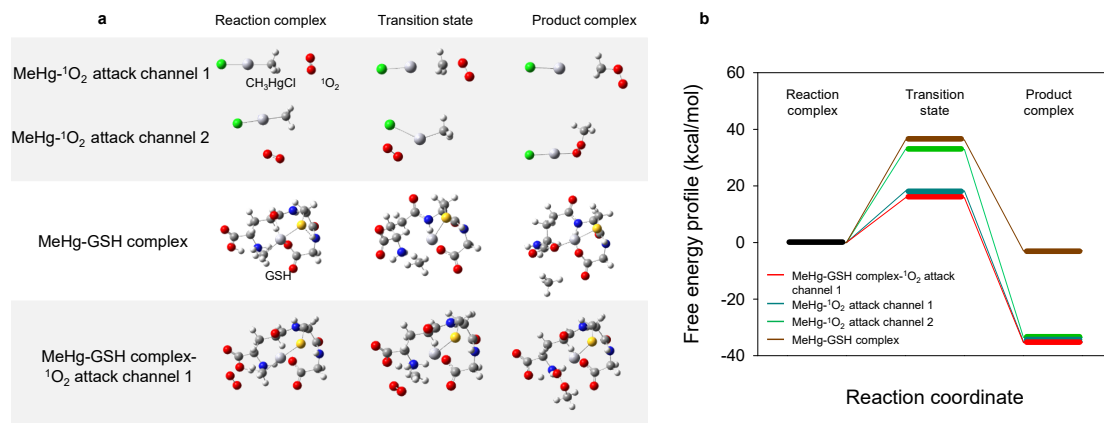 a
Reaction complex
Transition state
Product complex
MeHg-¹O₂ attack channel 1
CH₃HgCl
¹O₂
MeHg-¹O₂ attack channel 2
MeHg-GSH complex
GSH
MeHg-GSH complex-
¹O₂ attack channel 1
b
Free energy profile (kcal/mol)
60
40
20
0
-20
-40
Reaction
complex
Transition
state
Product
complex
MeHg-GSH complex-¹O₂ attack
channel 1
MeHg-¹O₂ attack channel 1
MeHg-¹O₂ attack channel 2
MeHg-GSH complex
Reaction coordinate